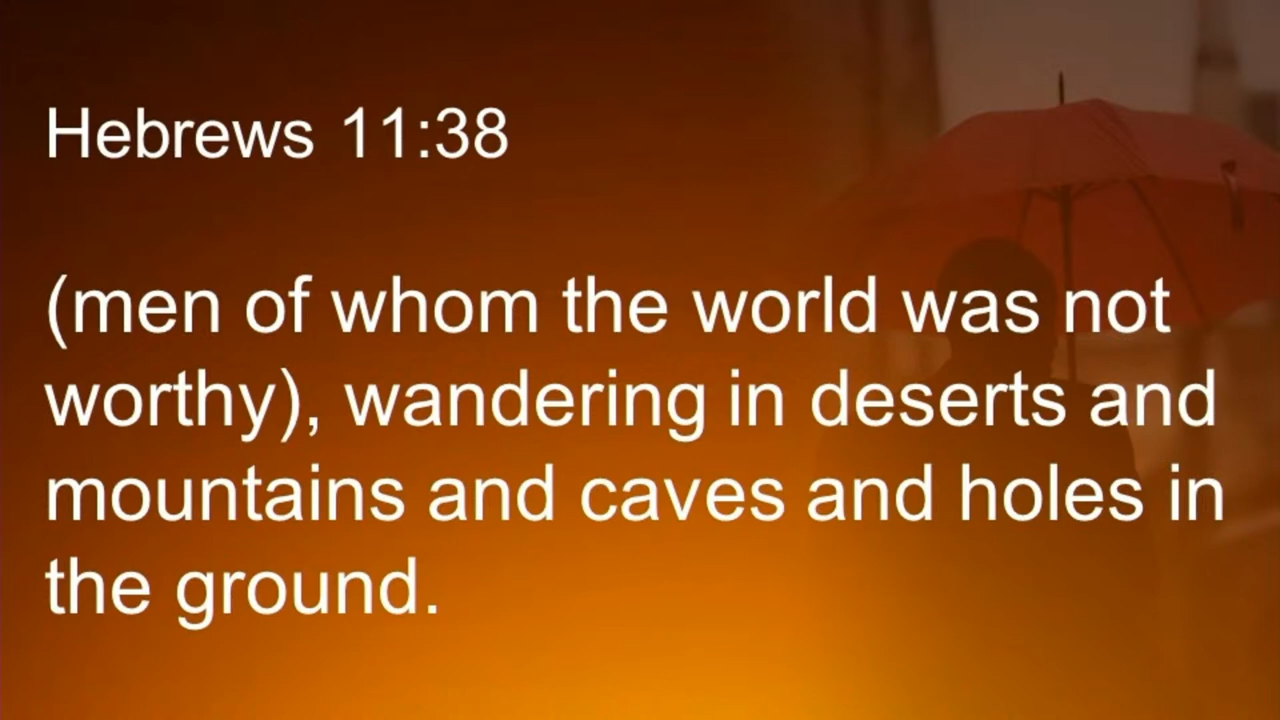 Hebrews 11:38
(men of whom the world was not
worthy), wandering in deserts and
mountains and caves and holes in
the ground.